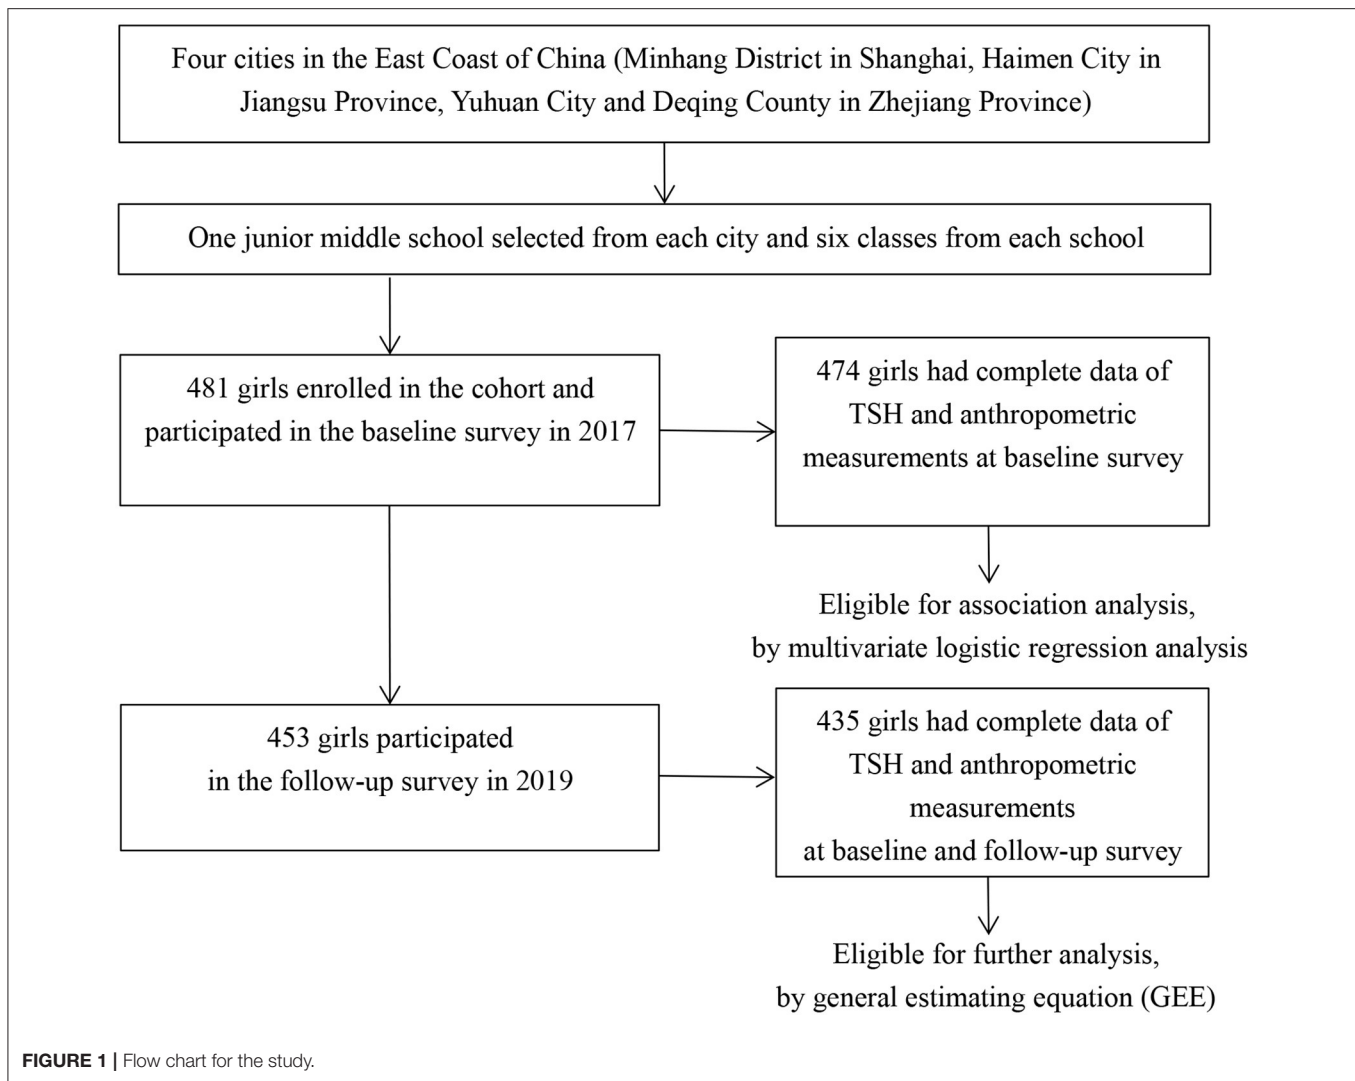 Four cities in the East Coast of China (Minhang District in Shanghai, Haimen City in
Jiangsu Province, Yuhuan City and Deqing County in Zhejiang Province)
One junior middle school selected from each city and six classes from each school
481 girls enrolled in the cohort and
participated in the baseline survey in 2017
474 girls had complete data of
TSH and anthropometric
measurements at baseline survey
Eligible for association analysis,
by multivariate logistic regression analysis
453 girls participated
in the follow-up survey in 2019
435 girls had complete data of
TSH and anthropometric
measurements
at baseline and follow-up survey
Eligible for further analysis,
by general estimating equation (GEE)
FIGURE 1 | Flow chart for the study.